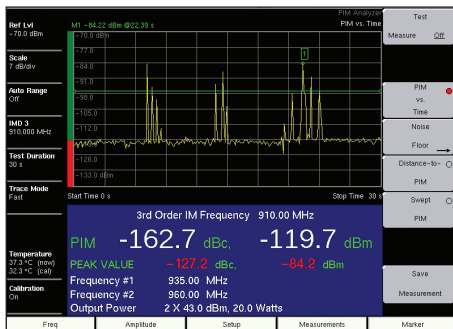 PIM Analyzer
Ref Lvl
-70.0 dBm
M1 -84.22 dBm @22.39 s
PIM vs. Time
Test
Measure Off
-70.0 dBm
Scale
7 dB/div
-77.0
-84.0
1
Auto Range
Off
-91.0
-98.0
PIM
vs.
Time
IMD 3
910.000 MHz
-105.0
-112.0
Noise
Floor
Test Duration
30 s
-126.0
-133.0 dBm
Distance-to-
PIM
Trace Mode
Fast
Start Time 0 s
Stop Time 30 s
Swept
PIM
3rd Order IM Frequency 910.00 MHz
PIM -162.7 dBc, -119.7 dBm
PEAK VALUE -127.2 dBc, -84.2 dBm
Temperature
37.3 °C (now)
32.3 °C (cal)
Calibration
On
Frequency #1 935.00 MHz
Frequency #2 960.00 MHz
Output Power 2 X 43.0 dBm, 20.0 Watts
Save
Measurement
Freq
Amplitude
Setup
Measurements
Marker